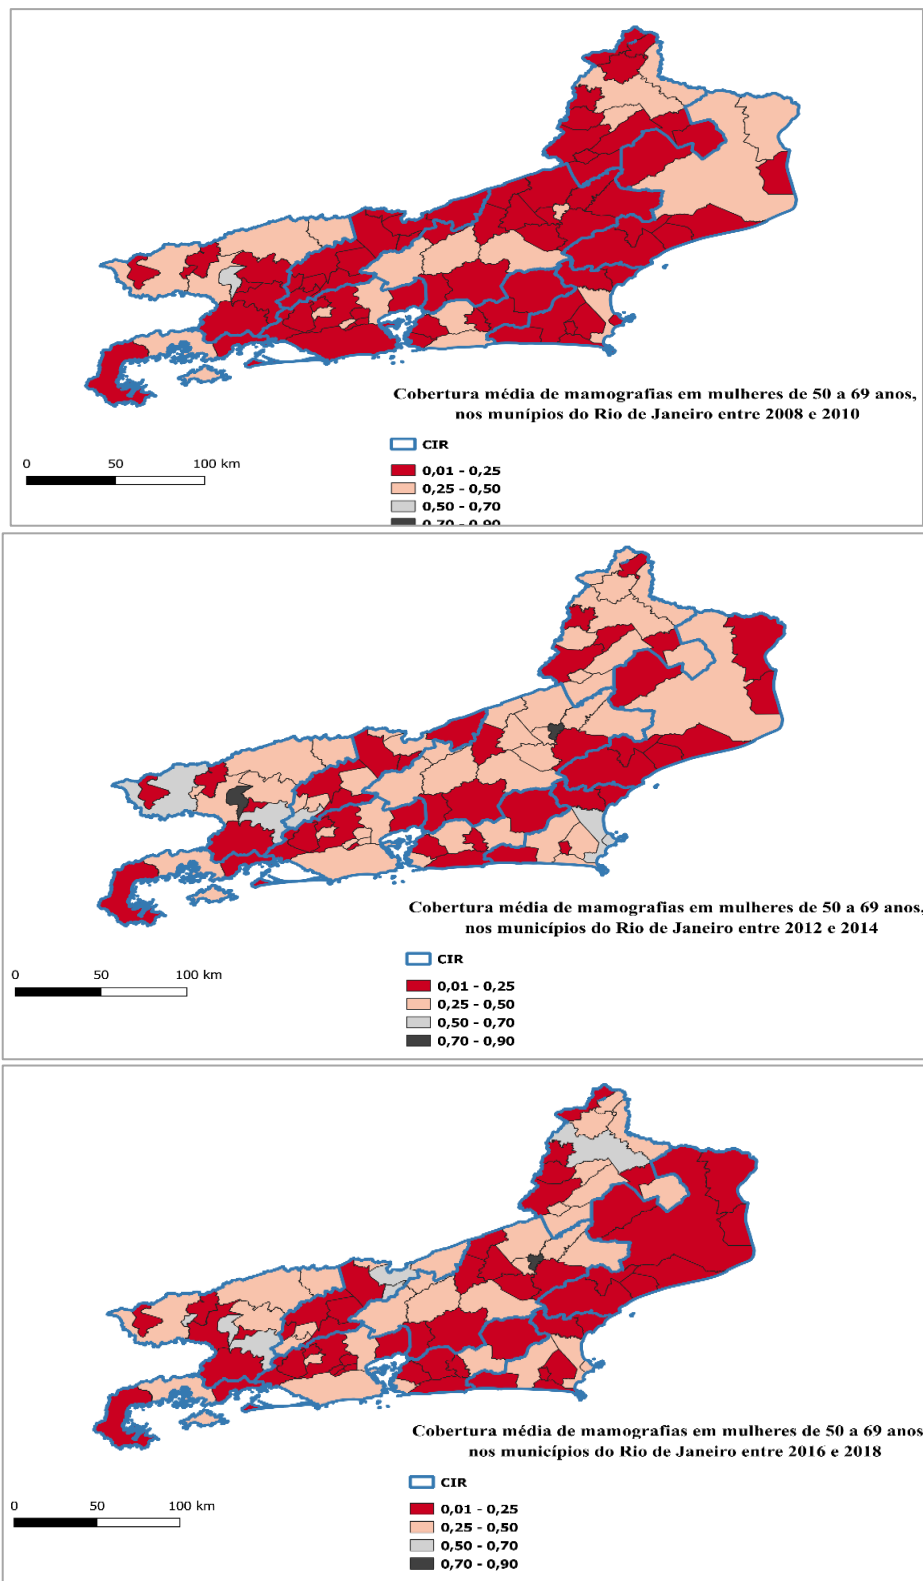 Cobertura média de mamografias em mulheres de 50 a 69 anos,
nos munípios do Rio de Janeiro entre 2008 e 2010
CIR
0 50 100 km
0,01 - 0,25
0,25 - 0,50
0,50 - 0,70
0,70 - 0,90
Cobertura média de mamografias em mulheres de 50 a 69 anos,
nos municípios do Rio de Janeiro entre 2012 e 2014
CIR
0 50 100 km
0,01 - 0,25
0,25 - 0,50
0,50 - 0,70
0,70 - 0,90
Cobertura média de mamografias em mulheres de 50 a 69 anos
nos municípios do Rio de Janeiro entre 2016 e 2018
CIR
0 50 100 km
0,01 - 0,25
0,25 - 0,50
0,50 - 0,70
0,70 - 0,90